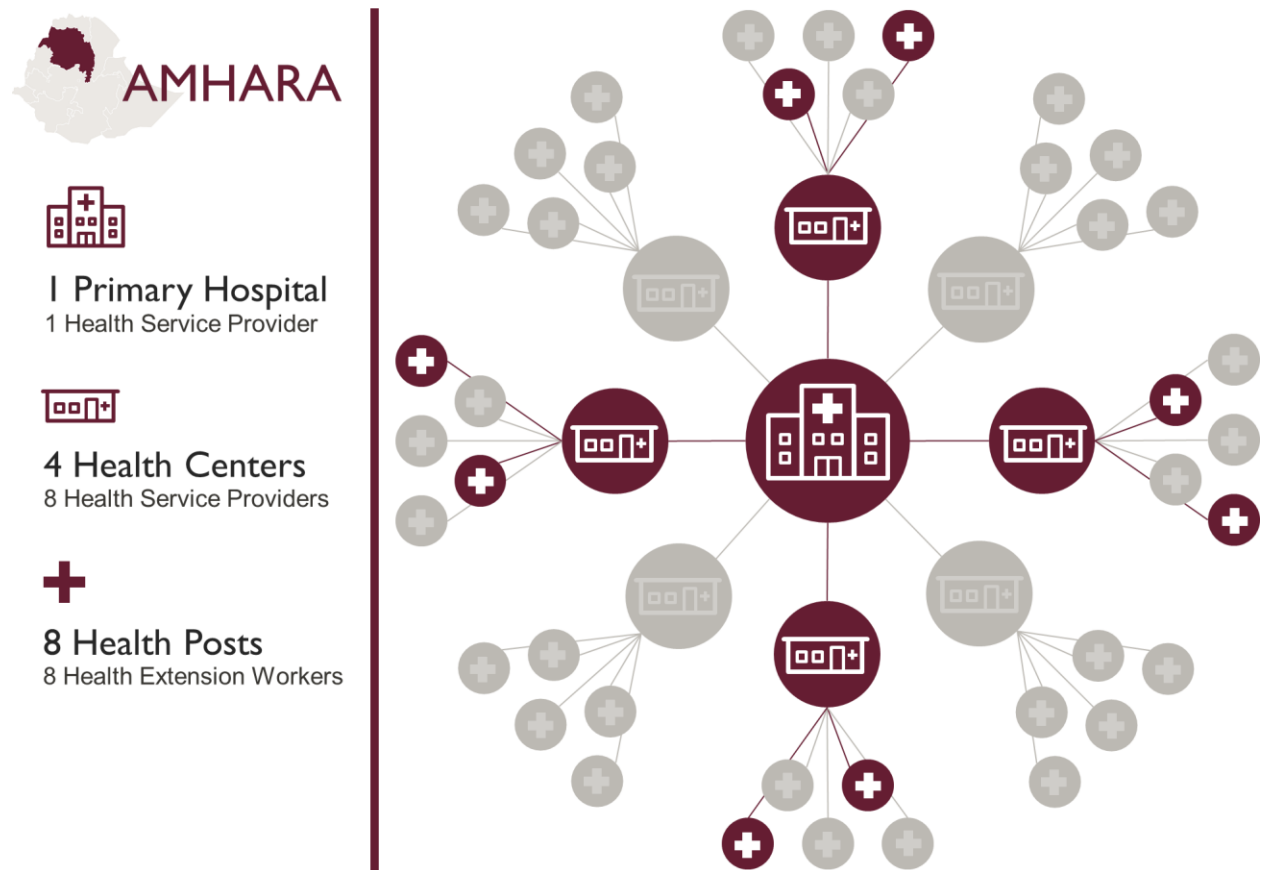 AMHARA
1 Primary Hospital
1 Health Service Provider
4 Health Centers
8 Health Service Providers
8 Health Posts
8 Health Extension Workers